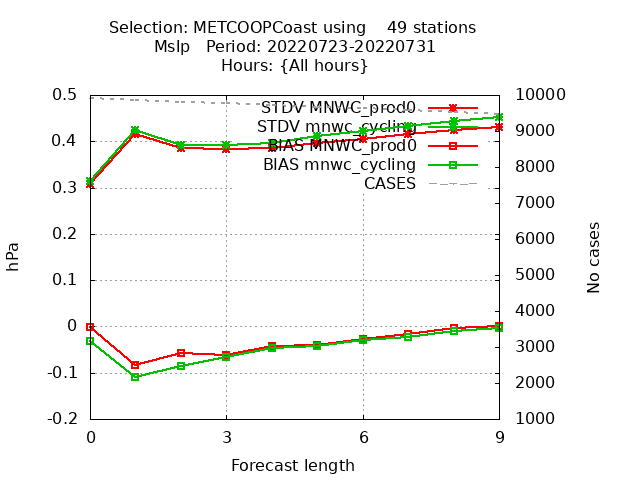 Selection: METCOOPCoast using    49 stations
Mslp   Period: 20220723-20220731
Hours: {All hours}
0.5
0.4
0.3
0.2
0.1
0
-0.1
-0.2
hPa
STDV MNWC_prod0
STDV mnwc_cycling
BIAS MNWC_prod0
BIAS mnwc_cycling
CASES
10000
9000
8000
7000
6000
5000
4000
3000
2000
1000
No cases
0 3 6 9
Forecast length